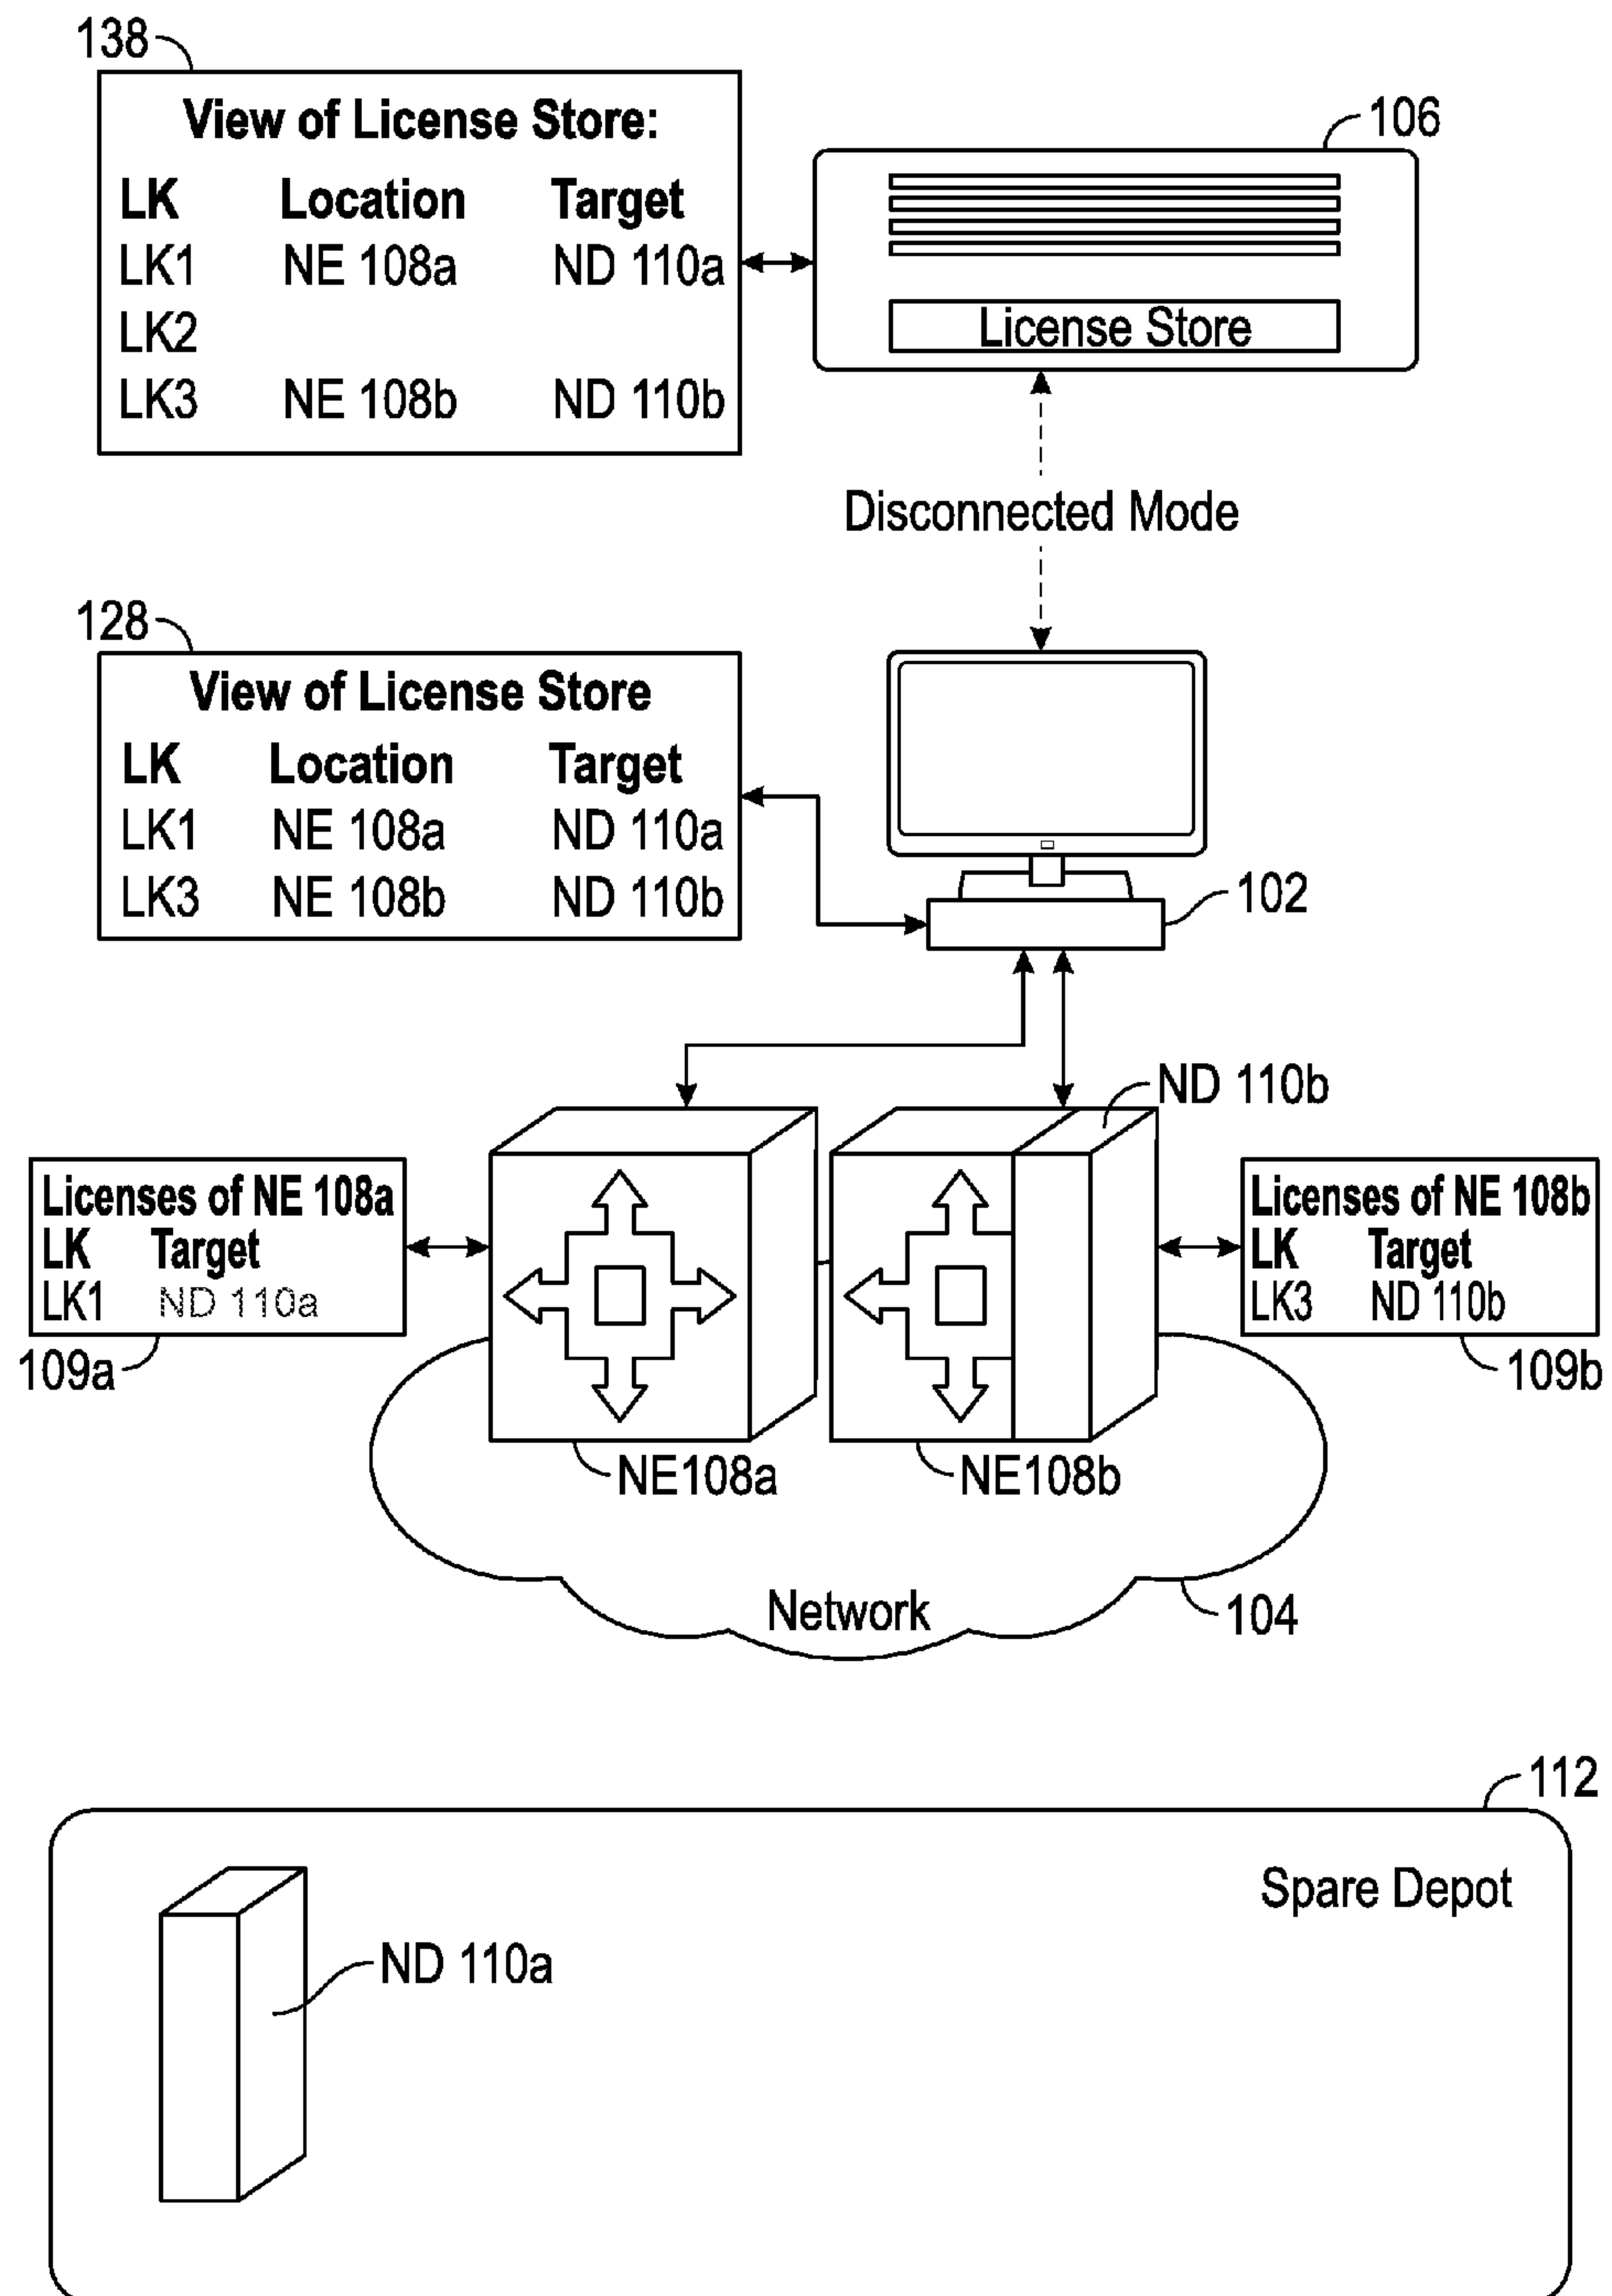 138
View of License Store:
LK Location Target
LK1 NE 108a ND 110a
LK2
LK3 NE 108b ND 110b
106
License Store
Disconnected Mode
128
View of License Store
LK Location Target
LK1 NE 108a ND 110a
LK3 NE 108b ND 110b
102
ND 110b
Licenses of NE 108a
LK Target
LK1 ND 110a
109a
Licenses of NE 108b
LK Target
LK3 ND 110b
109b
NE108a
NE108b
Network
104
112
Spare Depot
ND 110a